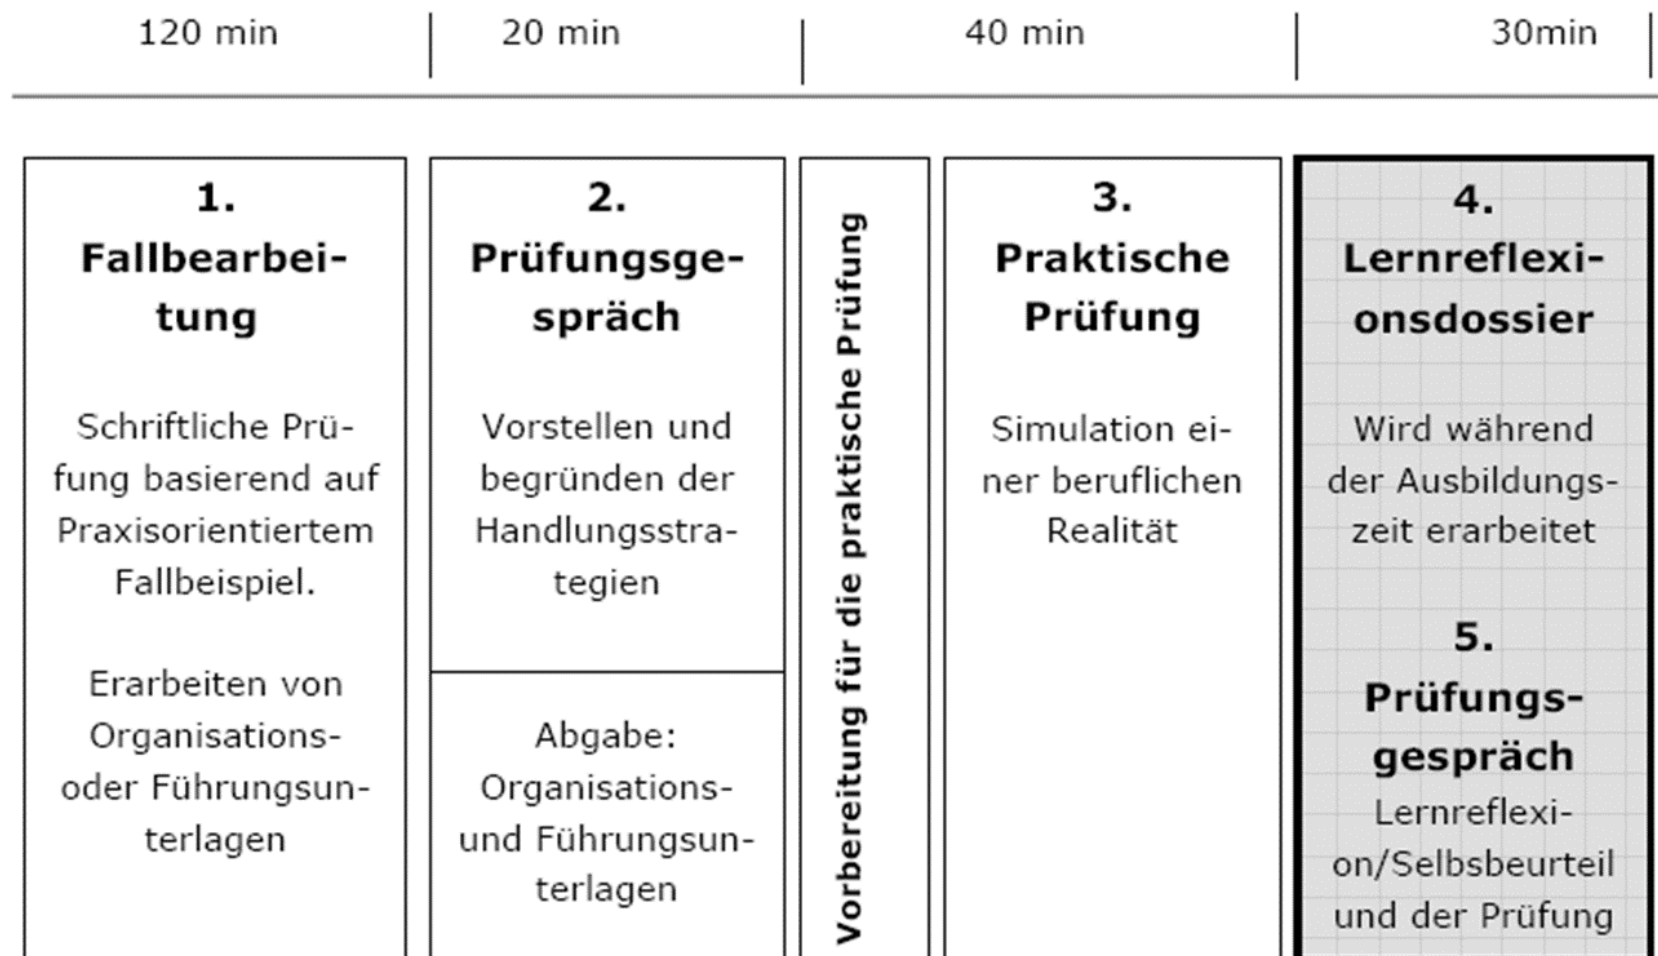 120 min
20 min
40 min
30min
1.
Fallbearbei-
tung
Schriftliche Prü-
fung basierend auf
Praxisorientiertem
Fallbeispiel.
Erarbeiten von
Organisations-
oder Führungsun-
terlagen
2.
Prüfungsge-
spräch
Vorstellen und
begründen der
Handlungsstra-
tegien
Abgabe:
Organisations-
und Führungsun-
terlagen
Vorbereitung für die praktische Prüfung
3.
Praktische
Prüfung
Simulation ei-
ner beruflichen
Realität
4.
Lernreflexi-
onsdossier
Wird während
der Ausbildungs-
zeit erarbeitet
5.
Prüfungs-
gespräch
Lernreflexi-
on/Selbsbeurteil
und der Prüfung